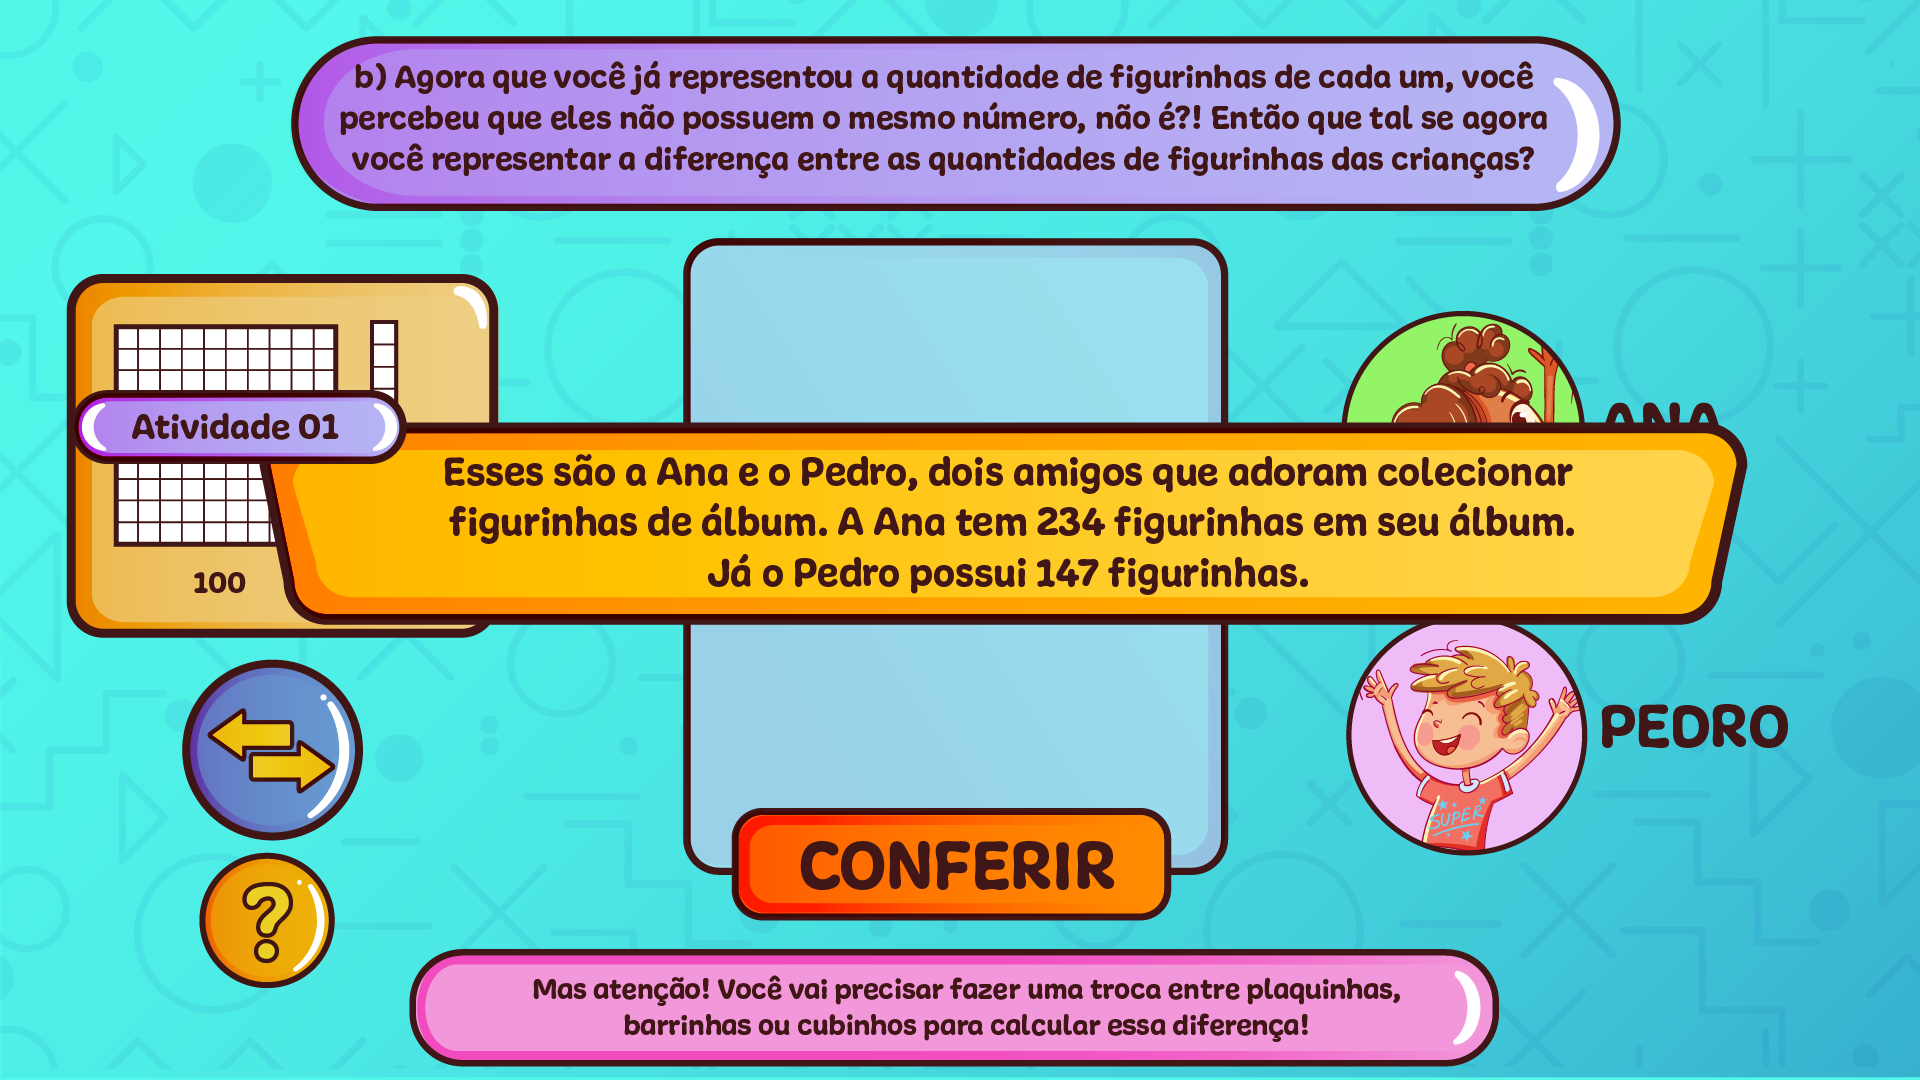 b) Agora que você já representou a quantidade de figurinhas de cada um, você
percebeu que eles não possuem o mesmo número, não é?! Então que tal se agora
você representar a diferença entre as quantidades de figurinhas das crianças?
ANA
Atividade 01
Esses são a Ana e o Pedro, dois amigos que adoram colecionar
figurinhas de álbum. A Ana tem 234 figurinhas em seu álbum.
Já o Pedro possui 147 figurinhas.
100
PEDRO
SUPER
?
CONFERIR
Mas atenção! Você vai precisar fazer uma troca entre plaquinhas,
barrinhas ou cubinhos para calcular essa diferença!